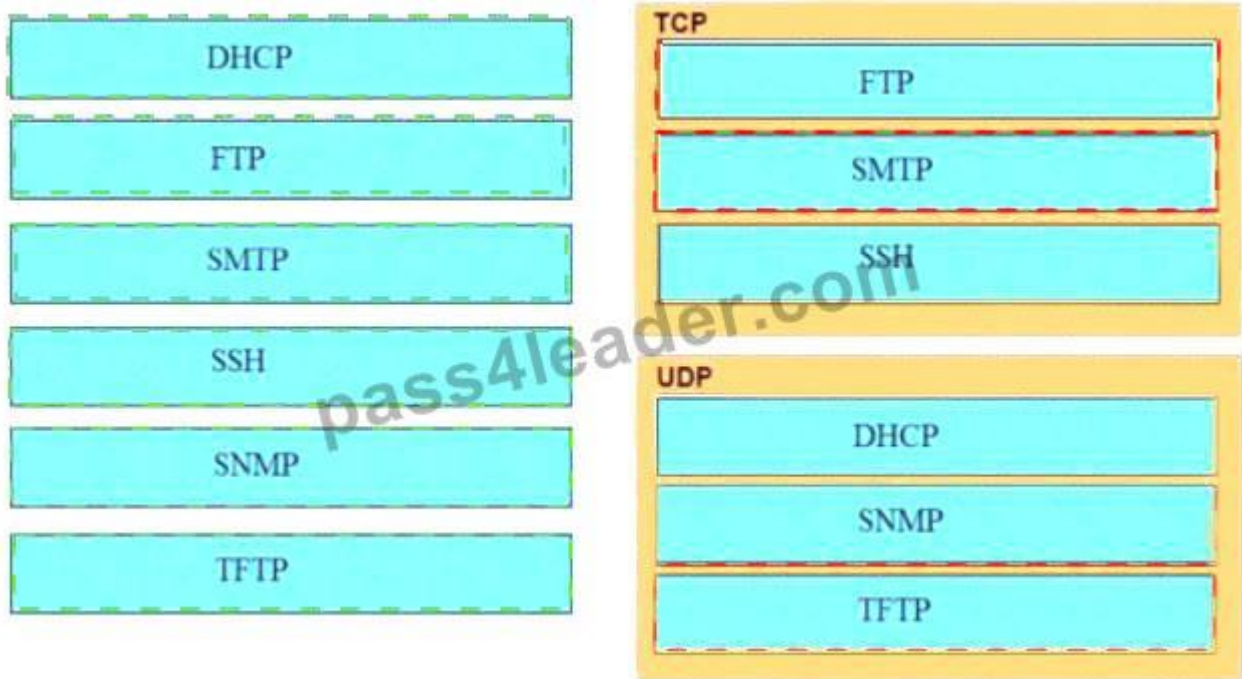 DHCP
FTP
SMTP
SSH
SNMP
TFTP
TCP
FTP
SMTP
SSH
UDP
DHCP
SNMP
TFTP
pass4leader.com